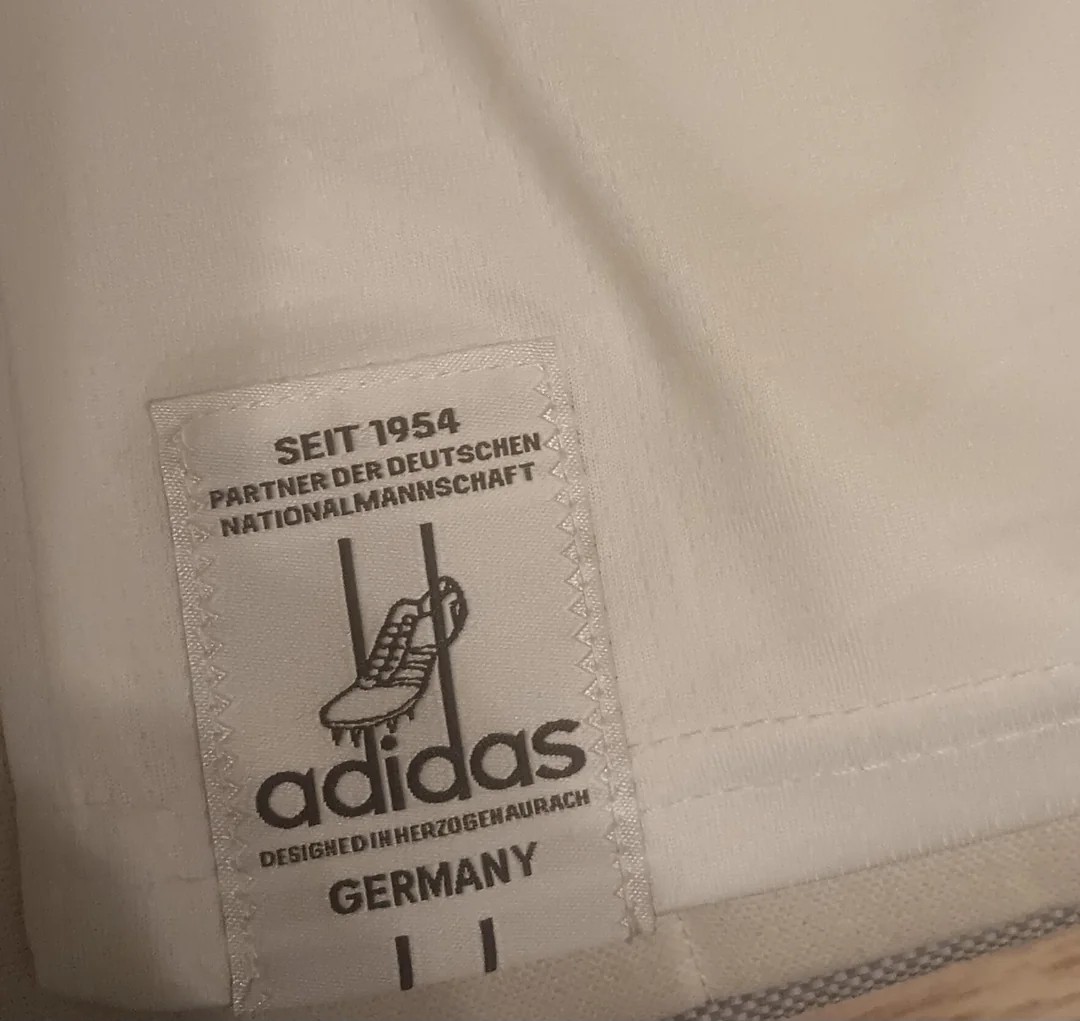 SEIT 1954
PARTNER DER DEUTSCHEN
NATIONALMANNSCHAFT
adidas
DESIGNED IN HERZOGENAURACH
GERMANY